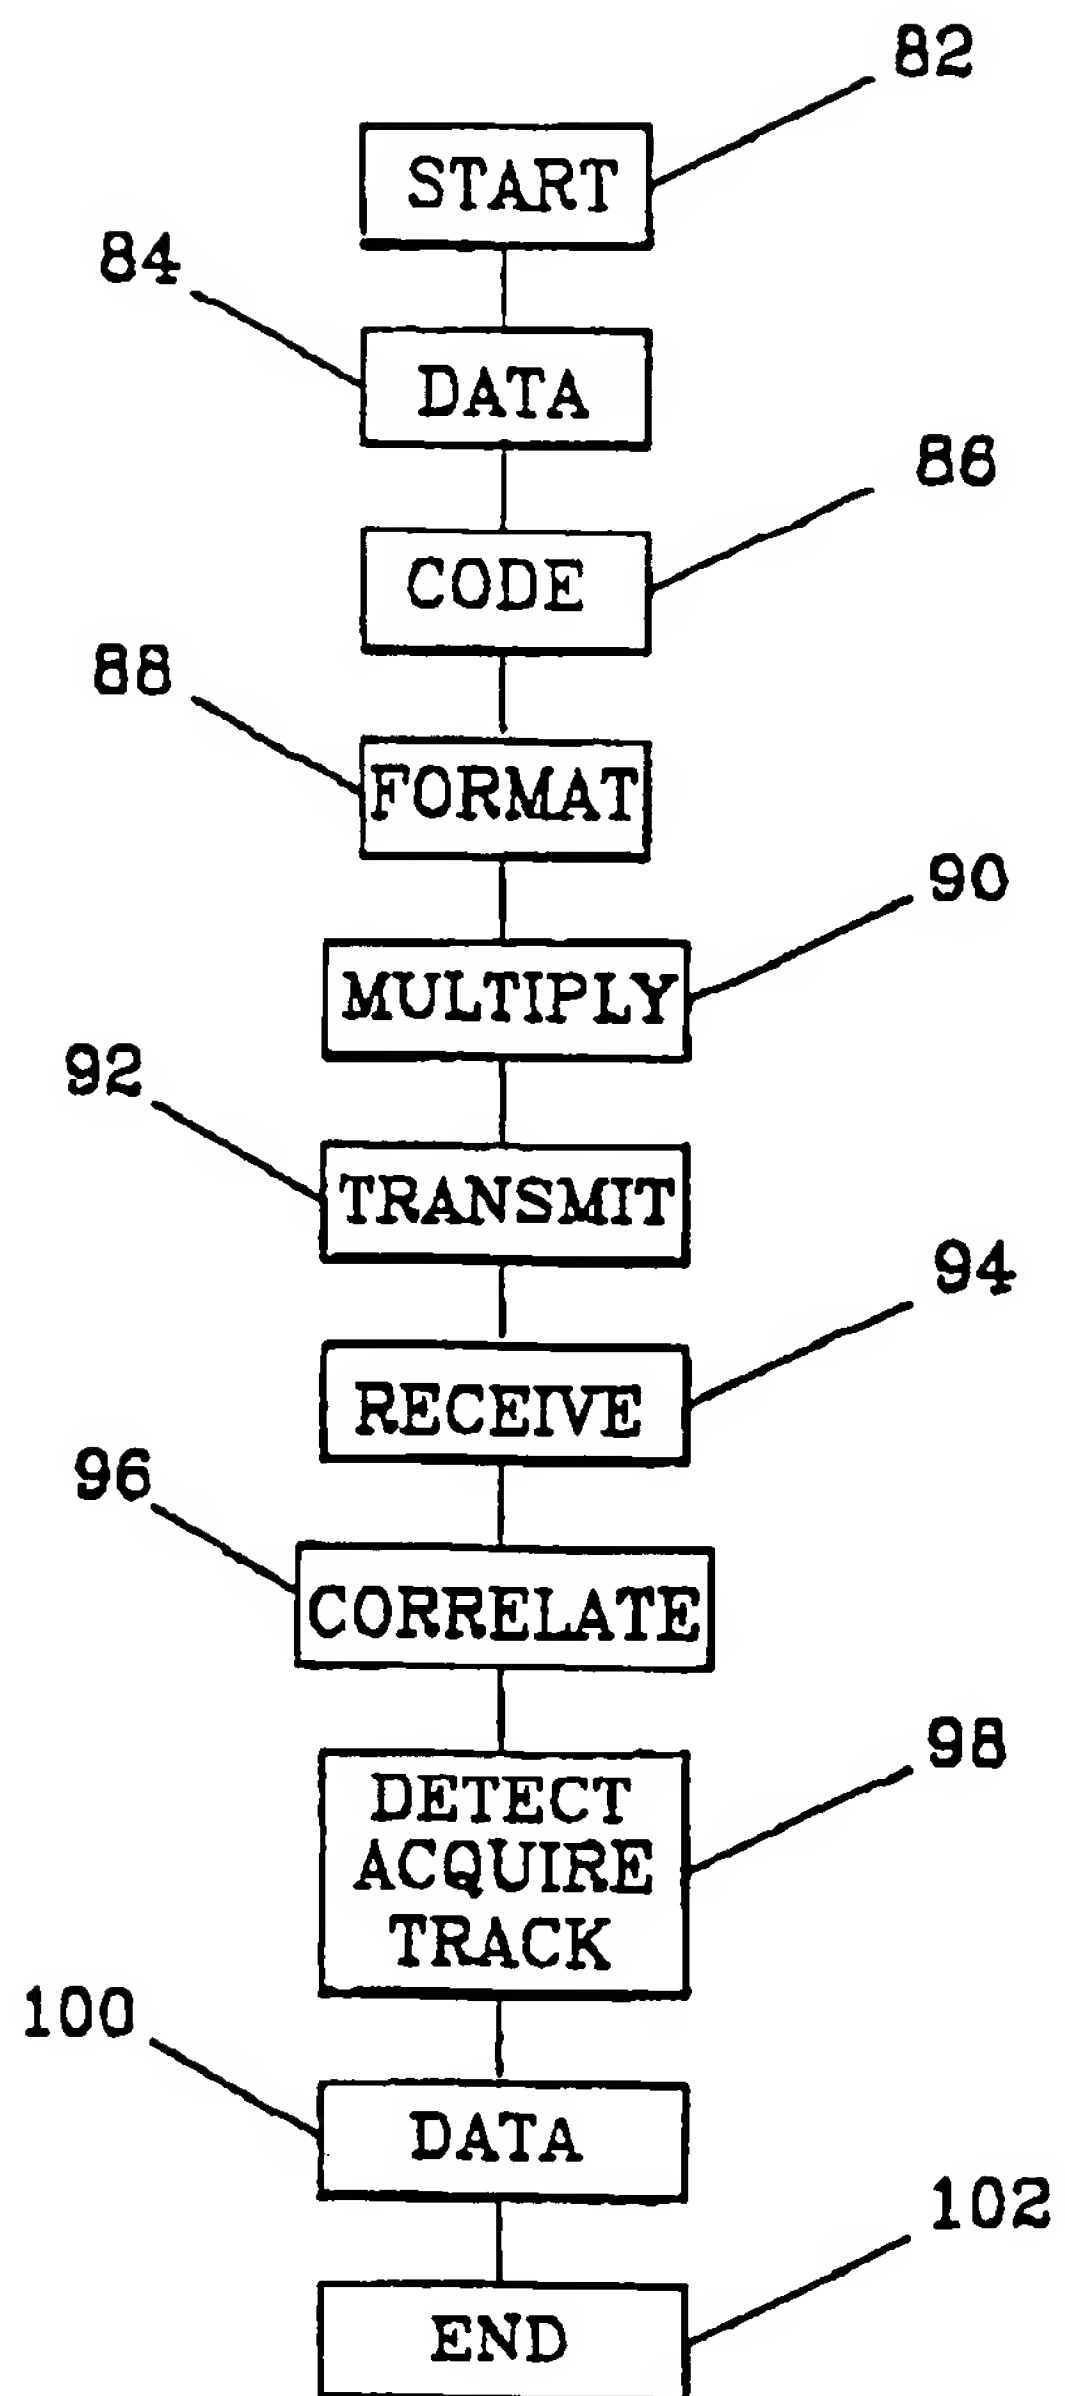 82
START
84
DATA
86
CODE
88
FORMAT
90
MULTIPLY
92
TRANSMIT
94
RECEIVE
96
CORRELATE
98
DETECT
ACQUIRE
TRACK
100
DATA
102
END